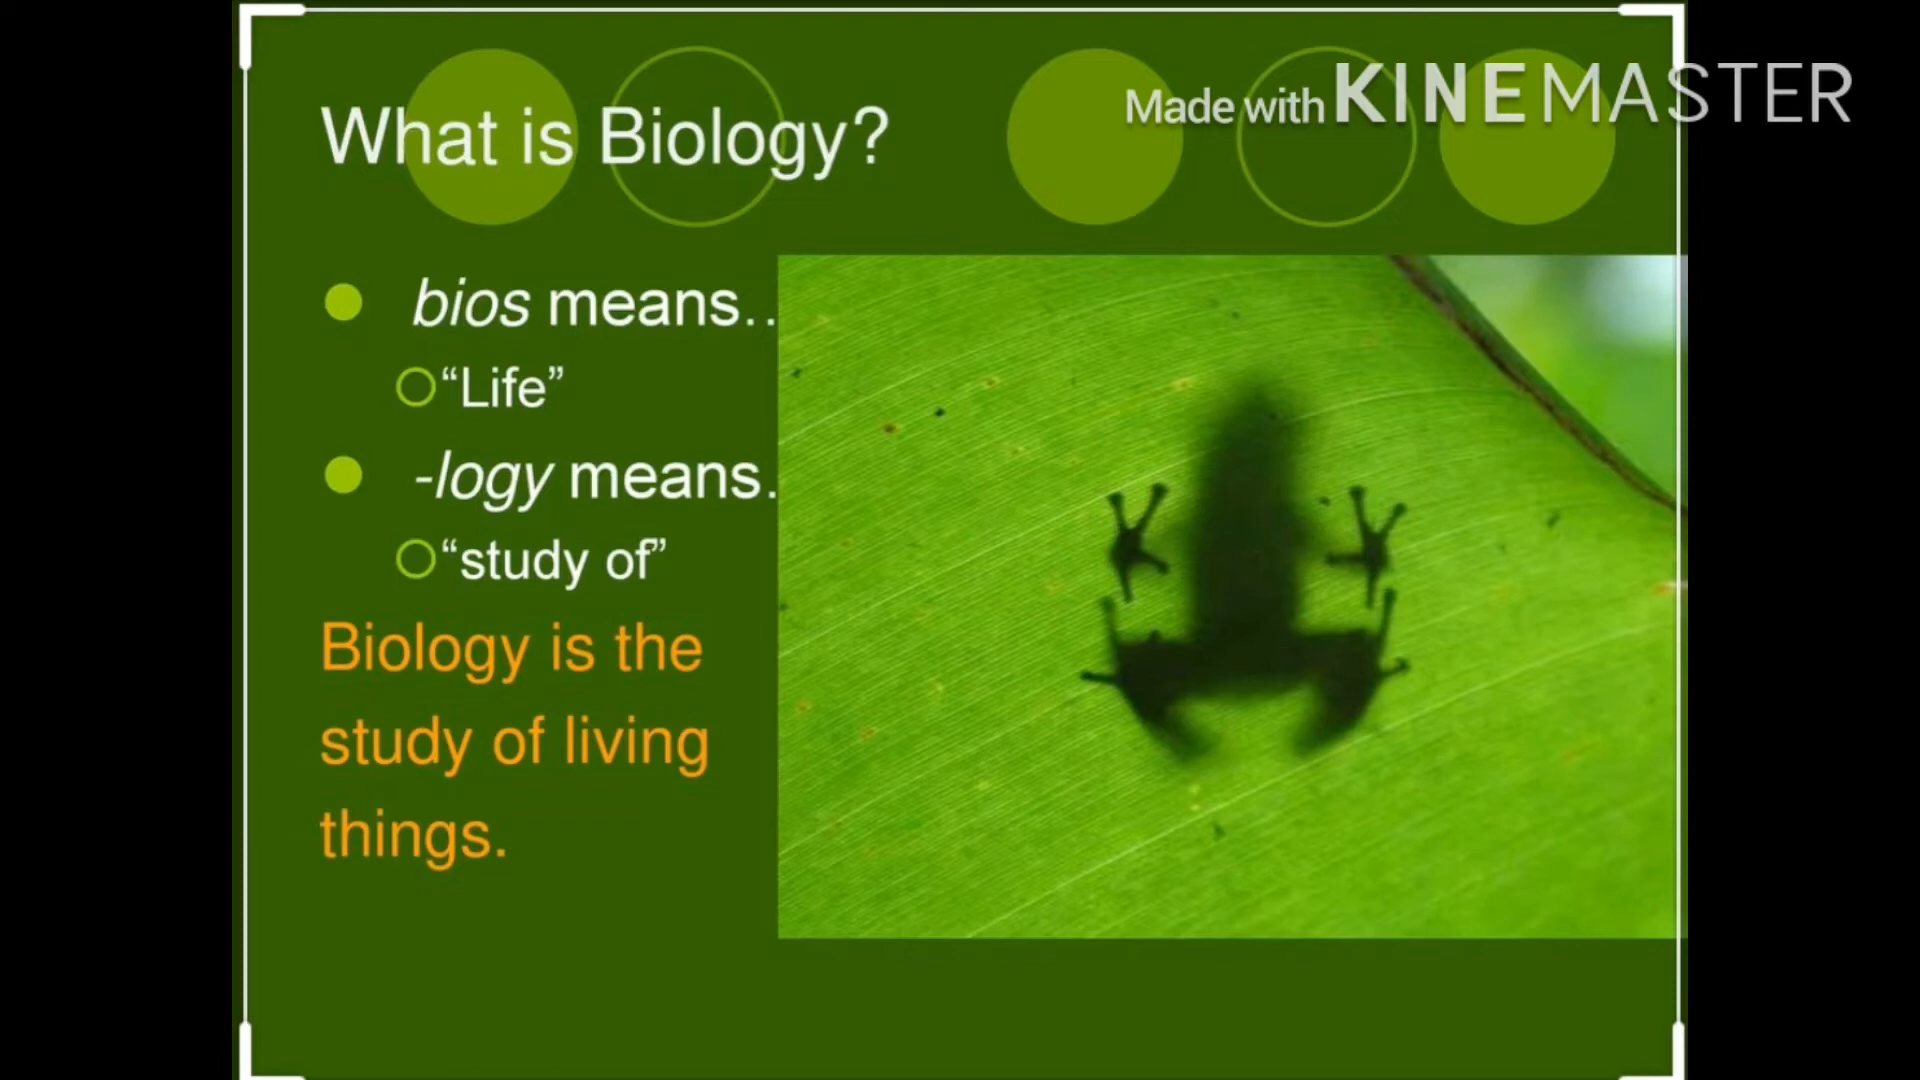 Made with KINEMASTER
What is Biology?
bios means..
“Life”
-logy means.
“study of”
Biology is the
study of living
things.